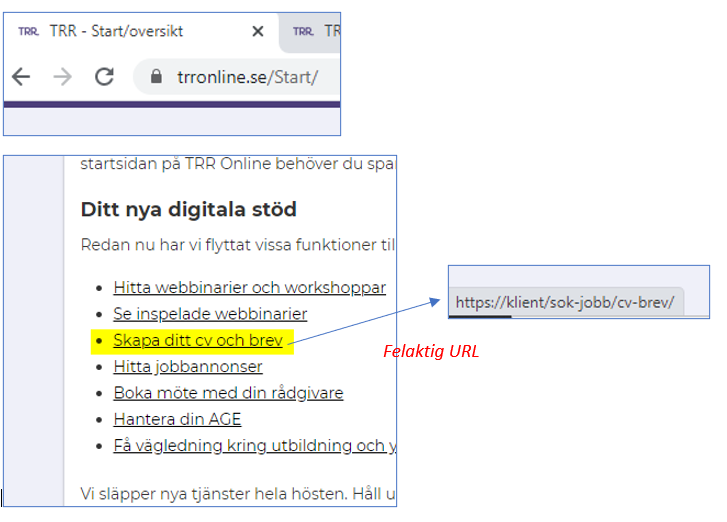 TRR. TRR - Start/oversikt × TRR. TR
trronline.se/Start/
startsidan på TRR Online behöver du spa
Ditt nya digitala stöd
Redan nu har vi flyttat vissa funktioner til
• Hitta webbinarier och workshoppar
• Se inspelade webbinarier
• Skapa ditt cv och brev
• Hitta jobbannonser
• Boka möte med din rådgivare
• Hantera din AGE
• Få vägledning kring utbildning och y
Vi släpper nya tjänster hela hösten. Håll u
https://klient/sok-jobb/cv-brev/
Felaktig URL